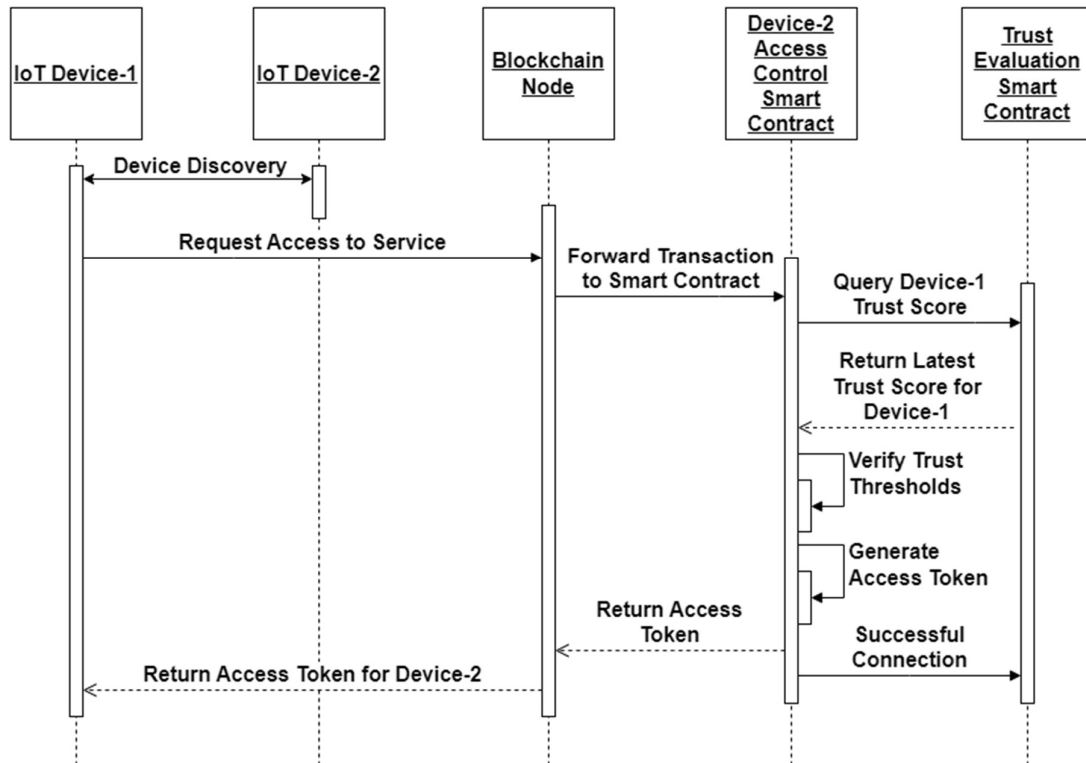 IoT Device-1
IoT Device-2
Blockchain
Node
Device-2
Access
Control
Smart
Contract
Trust
Evaluation
Smart
Contract
Device Discovery
Request Access to Service
Forward Transaction
to Smart Contract
Query Device-1
Trust Score
Return Latest
Trust Score for
Device-1
Verify Trust
Thresholds
Generate
Access Token
Return Access
Token
Successful
Connection
Return Access Token for Device-2